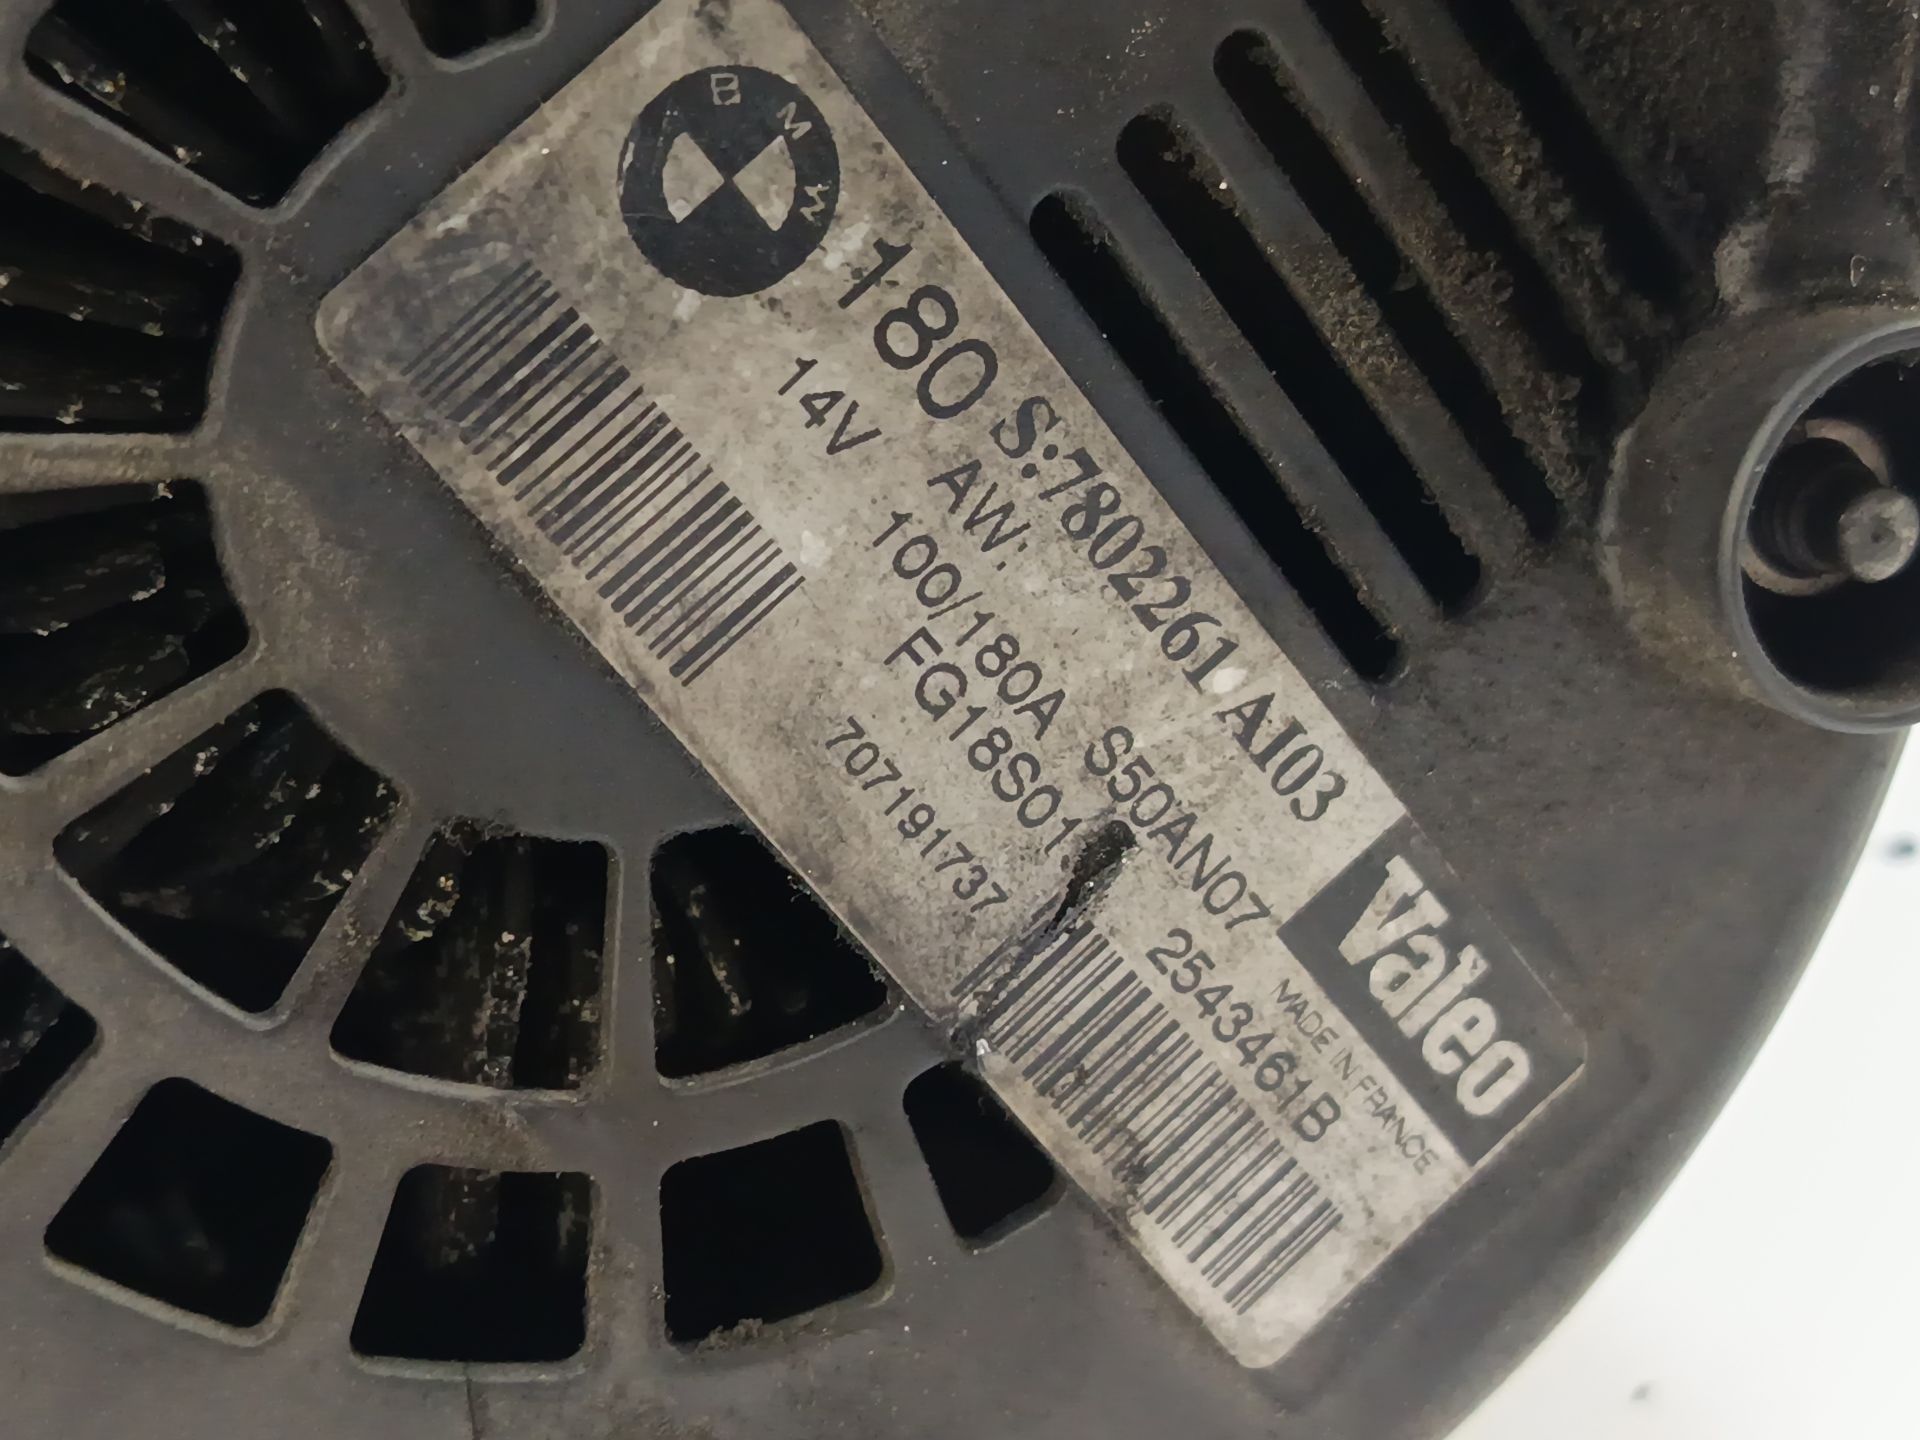 BMW
180 S:7802261 AI03
14V AW:
100/180A S50AN07
FG18S01
707191737
2543461B
MADE IN FRANCE
Valeo